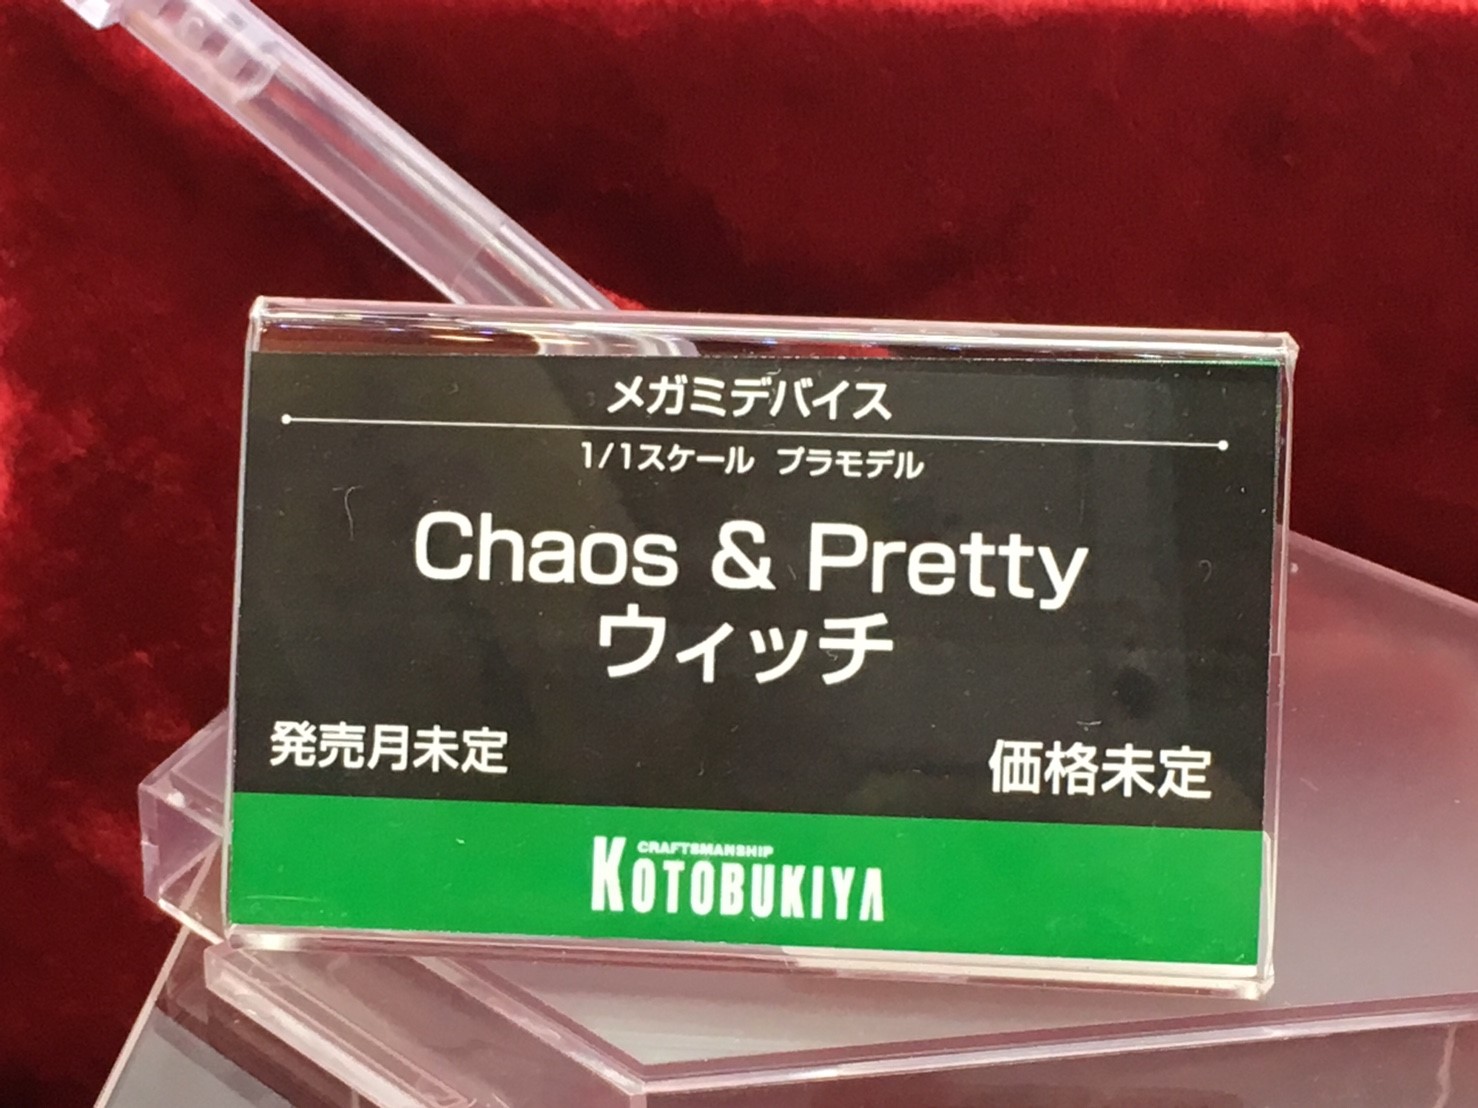 メガミデバイス
1/1スケール プラモデル
Chaos & Pretty
ウィッチ
発売月未定 価格未定
CRAFTSMANSHIP
KOTOBUKIYA